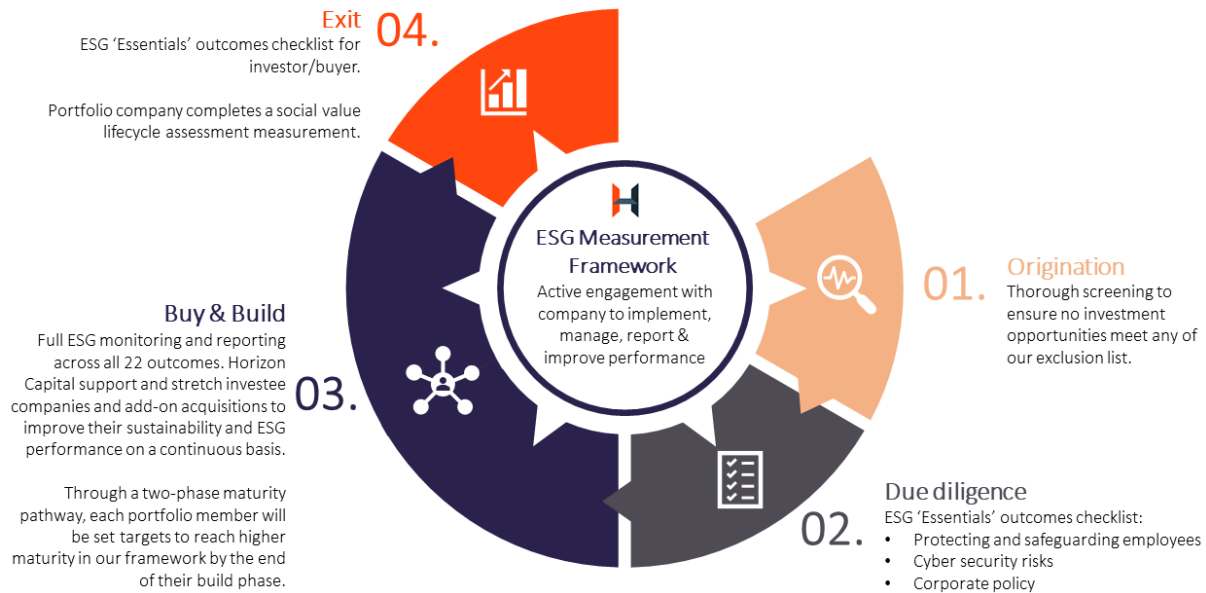 Exit
04.
ESG ‘Essentials’ outcomes checklist for
investor/buyer.
Portfolio company completes a social value
lifecycle assessment measurement.
ESG Measurement
Framework
Active engagement with
company to implement,
manage, report &
improve performance
01.
Origination
Thorough screening to
ensure no investment
opportunities meet any of
our exclusion list.
Buy & Build
03.
Full ESG monitoring and reporting
across all 22 outcomes. Horizon
Capital support and stretch investee
companies and add-on acquisitions to
improve their sustainability and ESG
performance on a continuous basis.
Through a two-phase maturity
pathway, each portfolio member will
be set targets to reach higher
maturity in our framework by the end
of their build phase.
02.
Due diligence
ESG ‘Essentials’ outcomes checklist:
• Protecting and safeguarding employees
• Cyber security risks
• Corporate policy